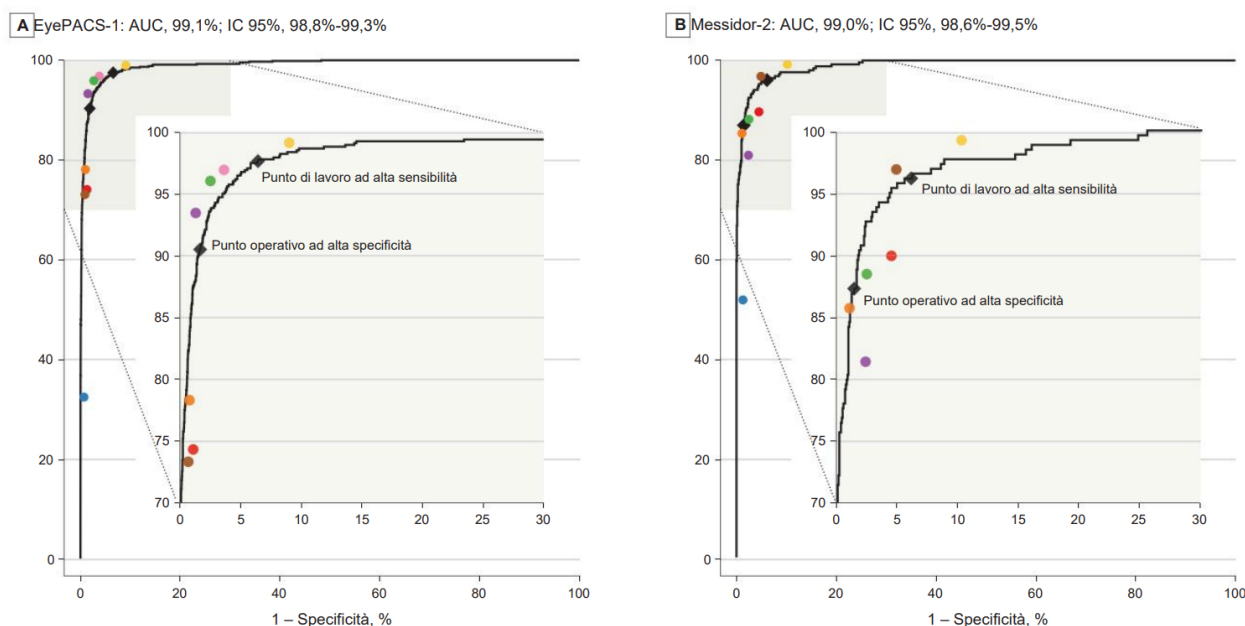 A EyePACS-1: AUC, 99,1%; IC 95%, 98,8%-99,3%
100
80
60
40
20
0
100
95
90
85
80
75
70
Punto di lavoro ad alta sensibilità
Punto operativo ad alta specificità
0 5 10 15 20 25 30
0 20 40 60 80 100
1 – Specificità, %
B Messidor-2: AUC, 99,0%; IC 95%, 98,6%-99,5%
100
80
60
40
20
0
100
95
90
85
80
75
70
Punto di lavoro ad alta sensibilità
Punto operativo ad alta specificità
0 5 10 15 20 25 30
0 20 40 60 80 100
1 – Specificità, %